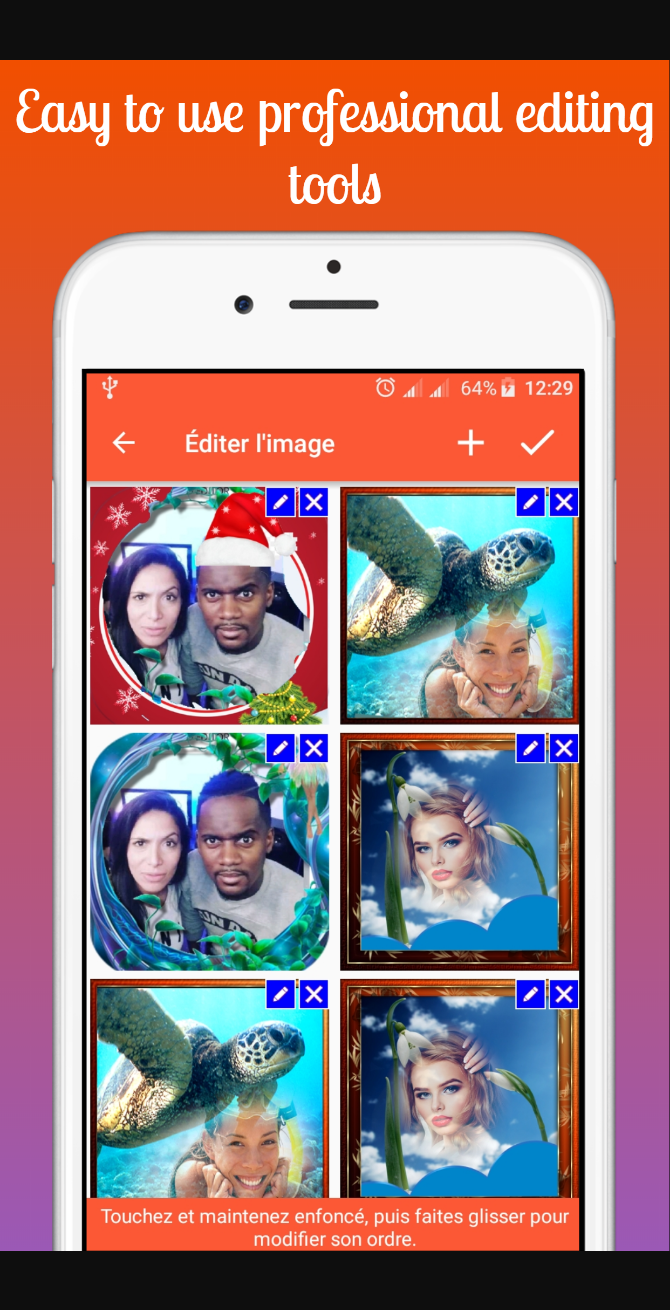 Easy to use professional editing
tools
64% 12:29
Éditer l'image
Touchez et maintenez enfoncé, puis faites glisser pour
modifier son ordre.